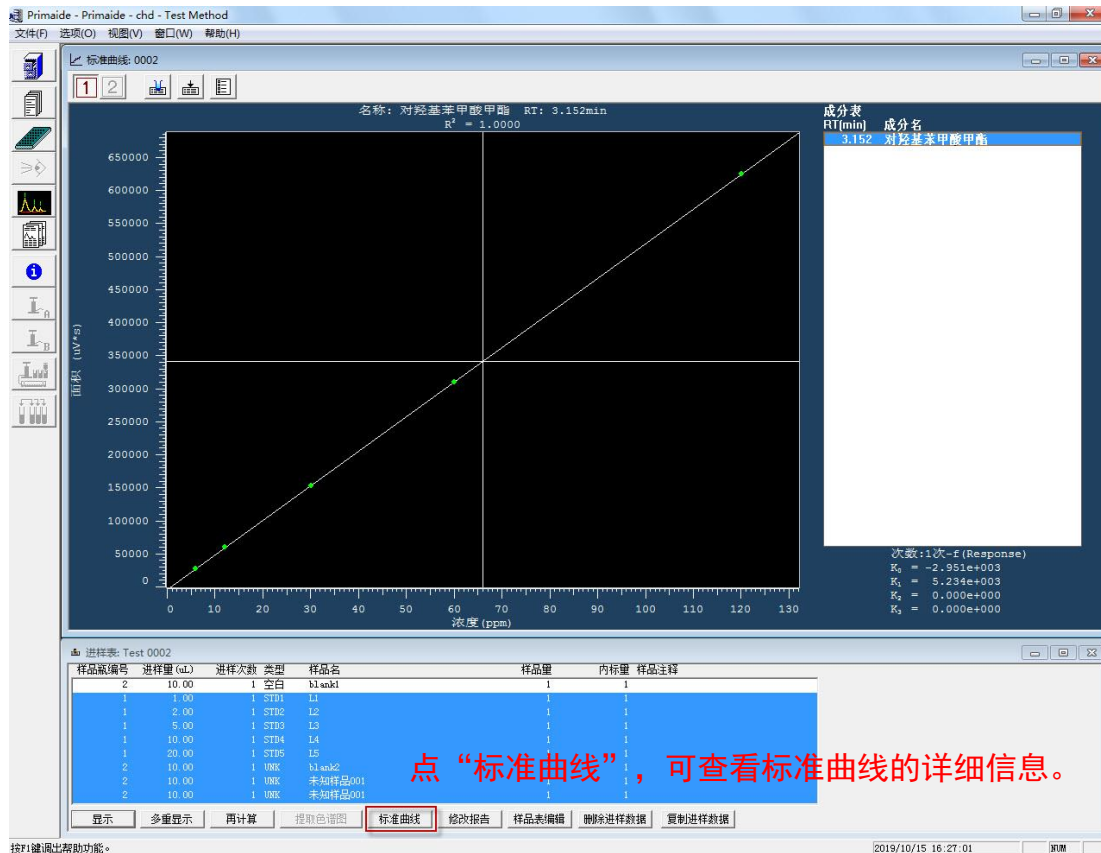 Primaide - Primaide - chd - Test Method
文件(F) 选项(O) 视图(V) 窗口(W) 帮助(H)
标准曲线: 0002
1 2
名称: 对羟基苯甲酸甲酯 RT: 3.152min
R² = 1.0000
成分表
RT(min) 成分名
3.152 对羟基苯甲酸甲酯
650000
600000
550000
500000
450000
400000
350000
300000
250000
200000
150000
100000
50000
0
面积 (uV*s)
0 10 20 30 40 50 60 70 80 90 100 110 120 130
浓度(ppm)
次数:1次-f(Response)
K₀ = -2.951e+003
K₁ = 5.234e+003
K₂ = 0.000e+000
K₃ = 0.000e+000
A
B
进样表: Test 0002
样品瓶编号 进样量(uL) 进样次数 类型 样品名 样品量 内标量 样品注释
2 10.00 1 空白 blank1 1 1
1 1.00 1 STD1 L1 1 1
1 2.00 1 STD2 L2 1 1
1 5.00 1 STD3 L3 1 1
1 10.00 1 STD4 L4 1 1
1 20.00 1 STD5 L5 1 1
2 10.00 1 UNK blank2 1 1
2 10.00 1 UNK 未知样品001 1 1
2 10.00 1 UNK 未知样品001 1 1
点“标准曲线”，可查看标准曲线的详细信息。
显示 多重显示 再计算 提取色谱图 标准曲线 修改报告 样品表编辑 删除进样数据 复制进样数据
按F1键调出帮助功能。 2019/10/15 16:27:01 NUM